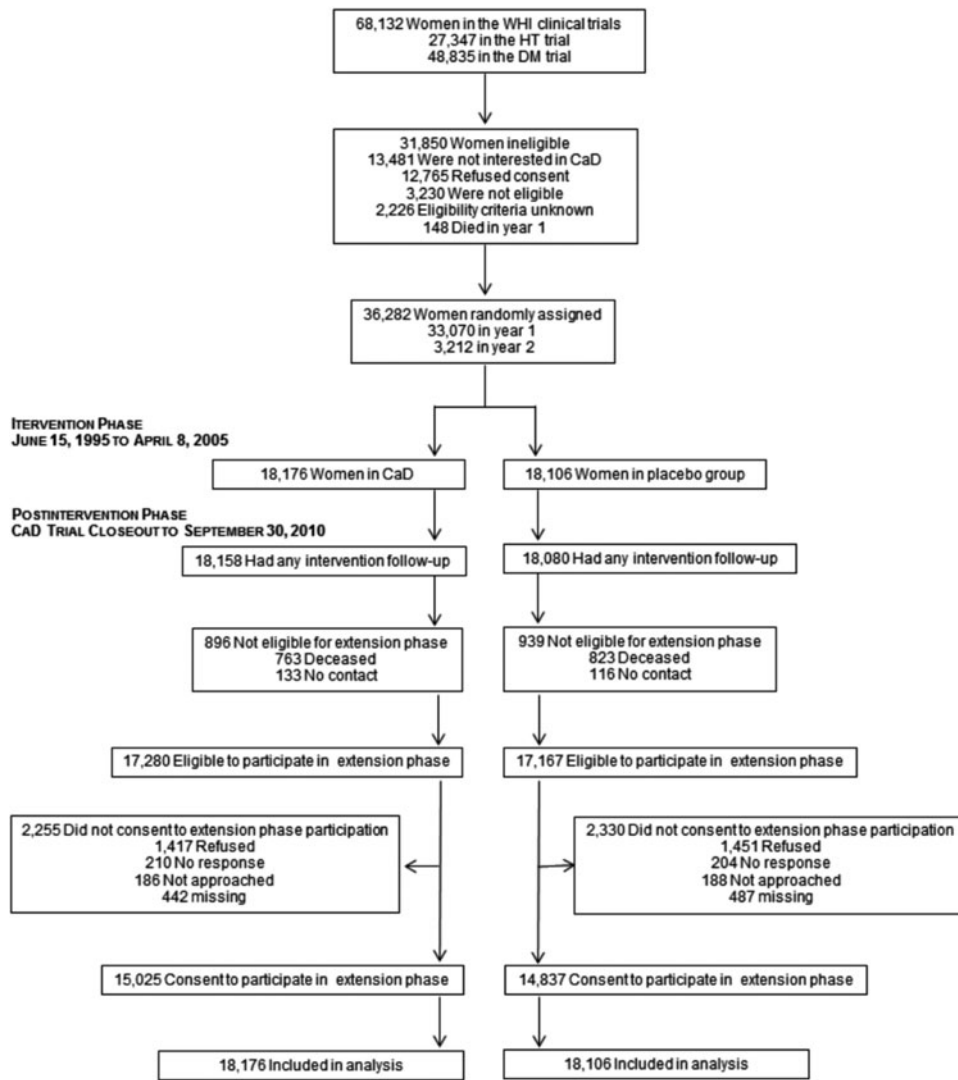 68,132 Women in the WHI clinical trials
27,347 in the HT trial
48,835 in the DM trial
31,850 Women ineligible
13,481 Were not interested in CaD
12,765 Refused consent
3,230 Were not eligible
2,226 Eligibility criteria unknown
148 Died in year 1
36,282 Women randomly assigned
33,070 in year 1
3,212 in year 2
ITERVENTION PHASE
JUNE 15, 1995 TO APRIL 8, 2005
18,176 Women in CaD
18,106 Women in placebo group
POSTINTERVENTION PHASE
CAD TRIAL CLOSEOUT TO SEPTEMBER 30, 2010
18,158 Had any intervention follow-up
18,080 Had any intervention follow-up
896 Not eligible for extension phase
763 Deceased
133 No contact
939 Not eligible for extension phase
823 Deceased
116 No contact
17,280 Eligible to participate in extension phase
17,167 Eligible to participate in extension phase
2,255 Did not consent to extension phase participation
1,417 Refused
210 No response
186 Not approached
442 missing
2,330 Did not consent to extension phase participation
1,451 Refused
204 No response
188 Not approached
487 missing
15,025 Consent to participate in extension phase
14,837 Consent to participate in extension phase
18,176 Included in analysis
18,106 Included in analysis